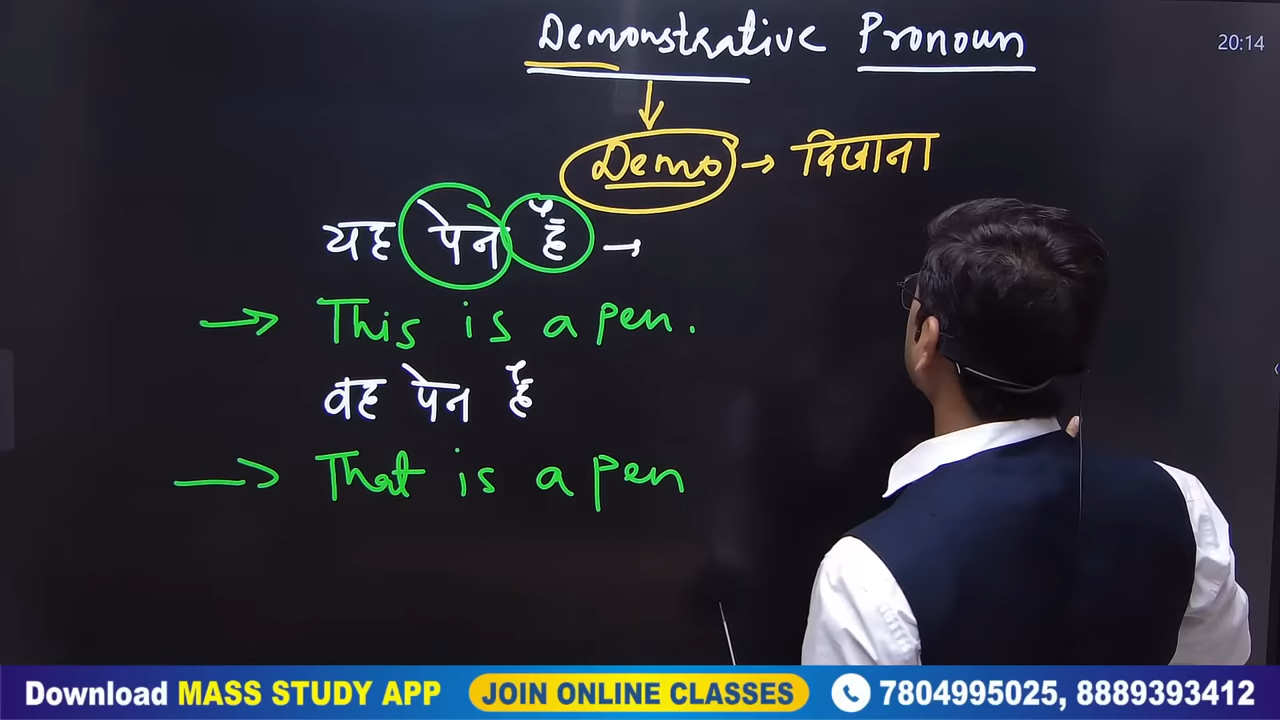 Demonstrative Pronoun
20:14
Demo → दिखाना
यह पेन है →
→ This is a pen.
वह पेन है
→ That is a pen
Download MASS STUDY APP JOIN ONLINE CLASSES 7804995025, 8889393412